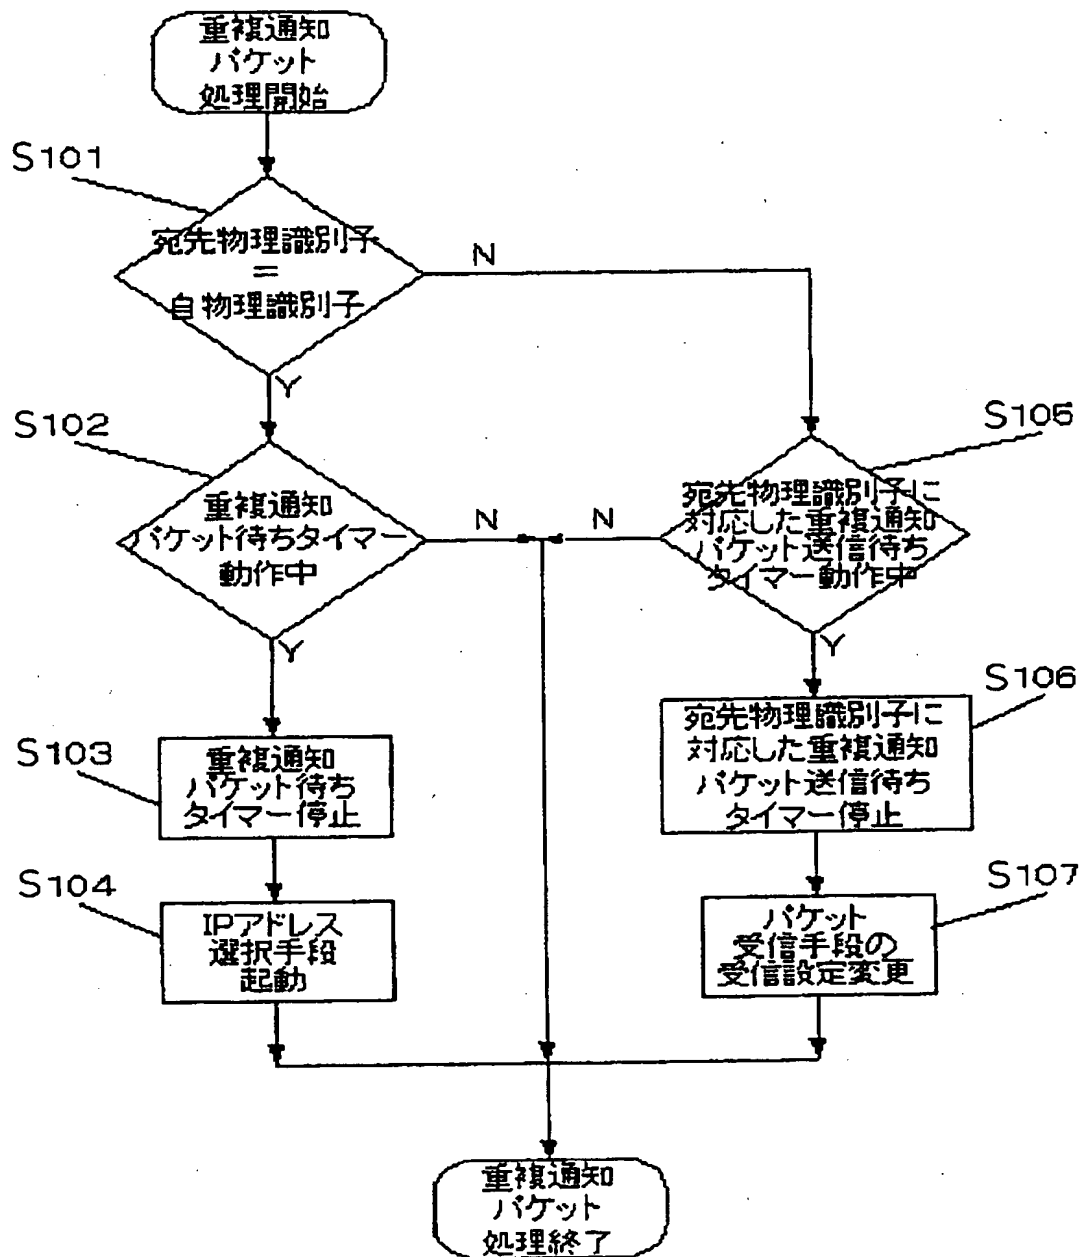 重複通知
パケット
処理開始
S101
宛先物理識別子
=
自物理識別子
N
Y
S102
重複通知
パケット待ちタイマー
動作中
N
Y
S103
重複通知
パケット待ち
タイマー停止
S104
IPアドレス
選択手段
起動
S105
宛先物理識別子に
対応した重複通知
パケット送信待ち
タイマー動作中
N
Y
S106
宛先物理識別子に
対応した重複通知
パケット送信待ち
タイマー停止
S107
パケット
受信手段の
受信設定変更
重複通知
パケット
処理終了